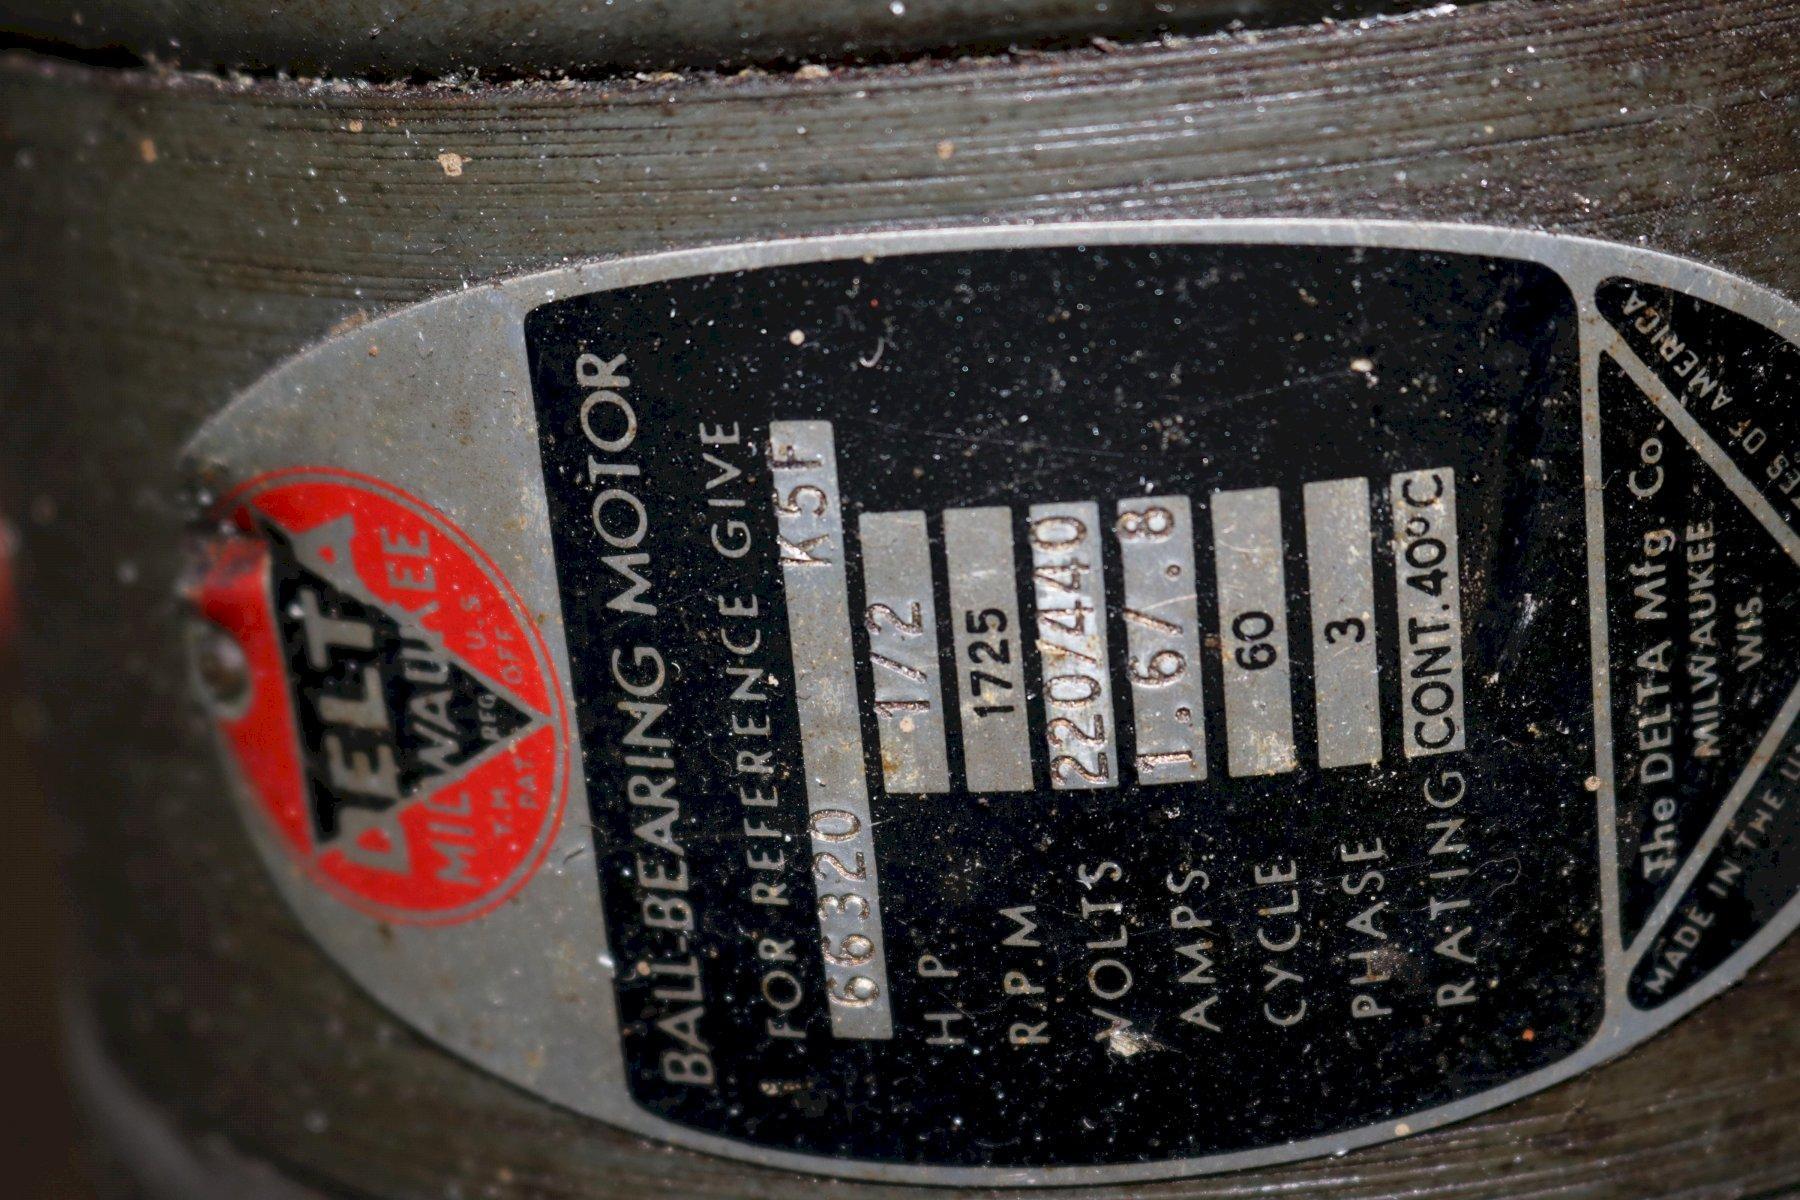 DELTA
MILWAUKEE
REG. U.S.
T.M. PAT. OFF.
BALL-BEARING MOTOR
FOR REFERENCE GIVE
66320 K5F
H.P. 1/2
R.P.M 1725
VOLTS 220/440
AMPS 1.6/.8
CYCLE 60
PHASE 3
RATING CONT.40°C
The DELTA Mfg. Co.
MILWAUKEE
WIS.
MADE IN THE
OF AMERICA